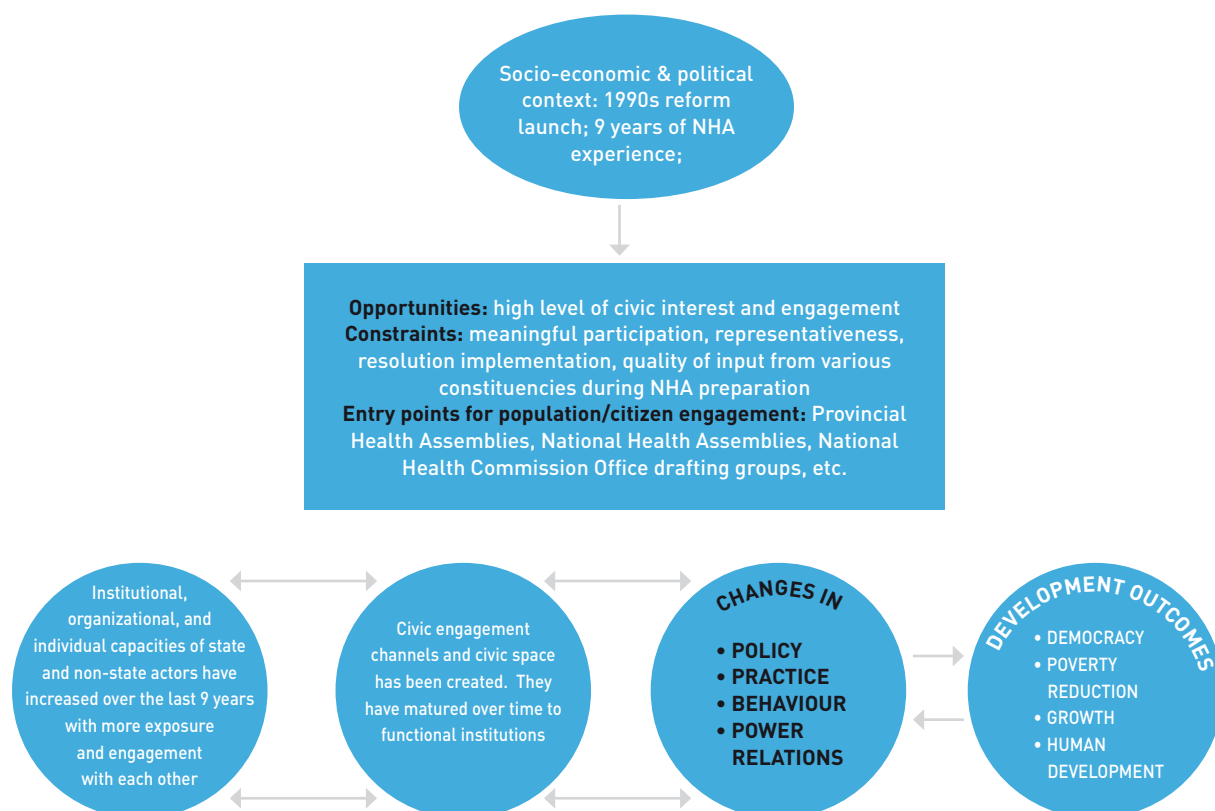 Socio-economic & political
context: 1990s reform
launch; 9 years of NHA
experience;
Opportunities: high level of civic interest and engagement
Constraints: meaningful participation, representativeness,
resolution implementation, quality of input from various
constituencies during NHA preparation
Entry points for population/citizen engagement: Provincial
Health Assemblies, National Health Assemblies, National
Health Commission Office drafting groups, etc.
Institutional,
organizational, and
individual capacities of state
and non-state actors have
increased over the last 9 years
with more exposure
and engagement
with each other
Civic engagement
channels and civic space
has been created. They
have matured over time to
functional institutions
CHANGES IN
• POLICY
• PRACTICE
• BEHAVIOUR
• POWER
RELATIONS
DEVELOPMENT OUTCOMES
• DEMOCRACY
• POVERTY
REDUCTION
• GROWTH
• HUMAN
DEVELOPMENT